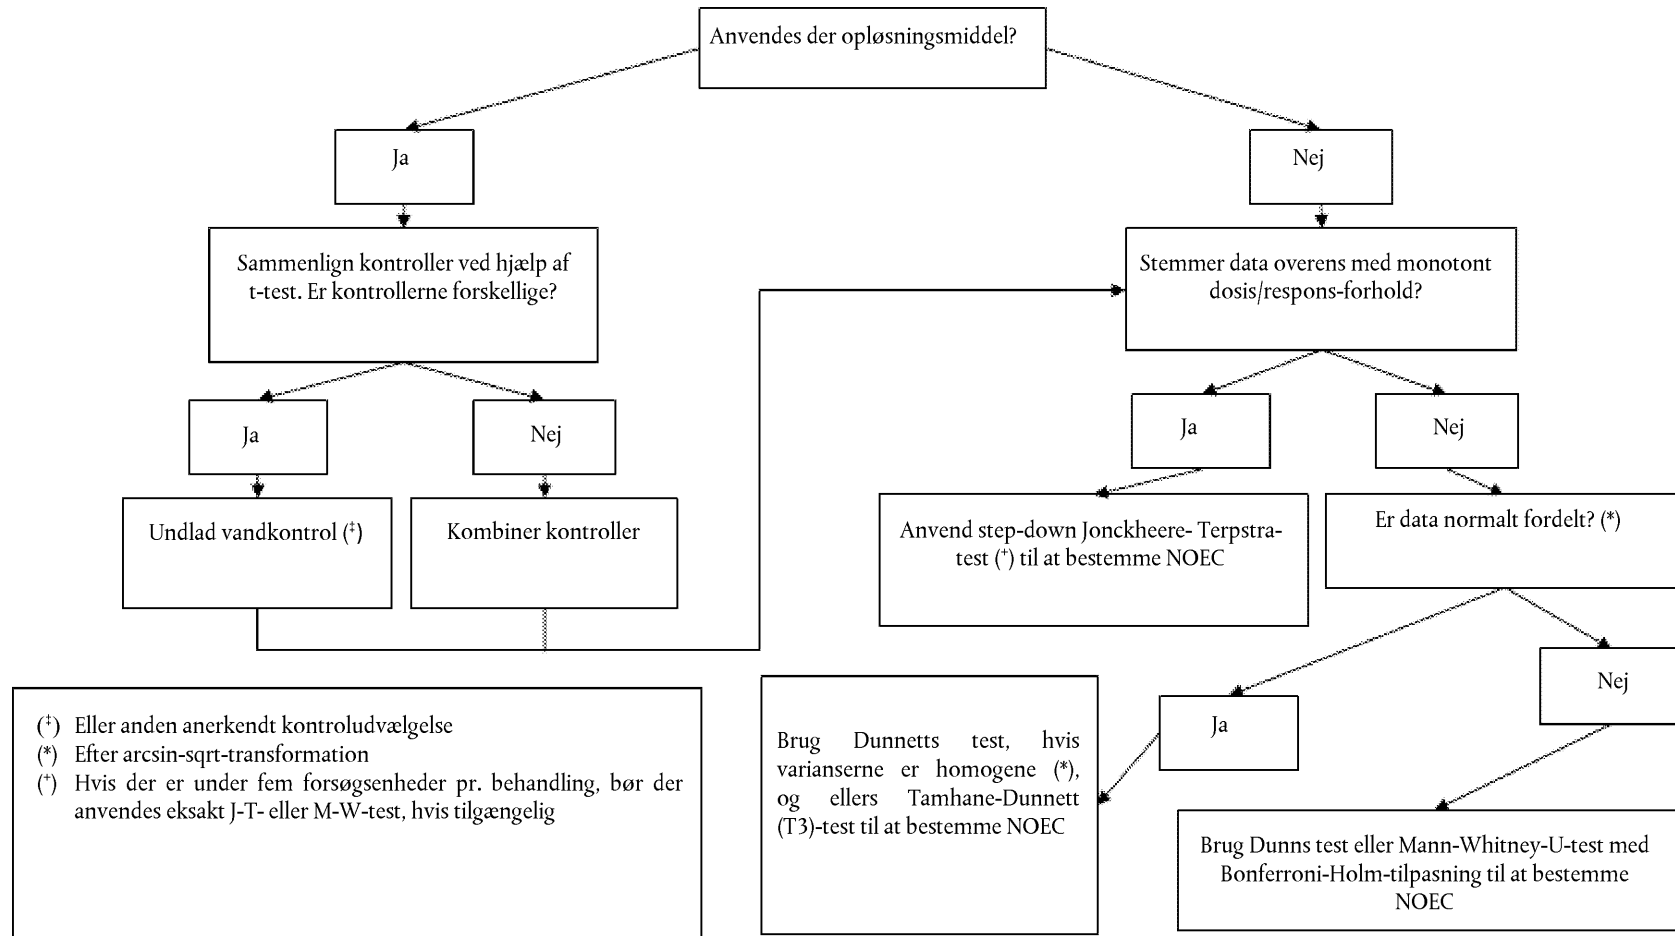 Anvendes der opløsningsmiddel?
Ja
Nej
Sammenlign kontroller ved hjælp af
t-test. Er kontrollerne forskellige?
Stemmer data overens med monotont
dosis/respons-forhold?
Ja
Nej
Ja
Nej
Undlad vandkontrol (‡)
Kombiner kontroller
Anvend step-down Jonckheere- Terpstra-
test (⁺) til at bestemme NOEC
Er data normalt fordelt? (*)
Ja
Nej
(‡) Eller anden anerkendt kontroludvælgelse
(*) Efter arcsin-sqrt-transformation
(⁺) Hvis der er under fem forsøgsenheder pr. behandling, bør der
anvendes eksakt J-T- eller M-W-test, hvis tilgængelig
Brug Dunnetts test, hvis
varianserne er homogene (*),
og ellers Tamhane-Dunnett
(T3)-test til at bestemme NOEC
Brug Dunns test eller Mann-Whitney-U-test med
Bonferroni-Holm-tilpasning til at bestemme
NOEC